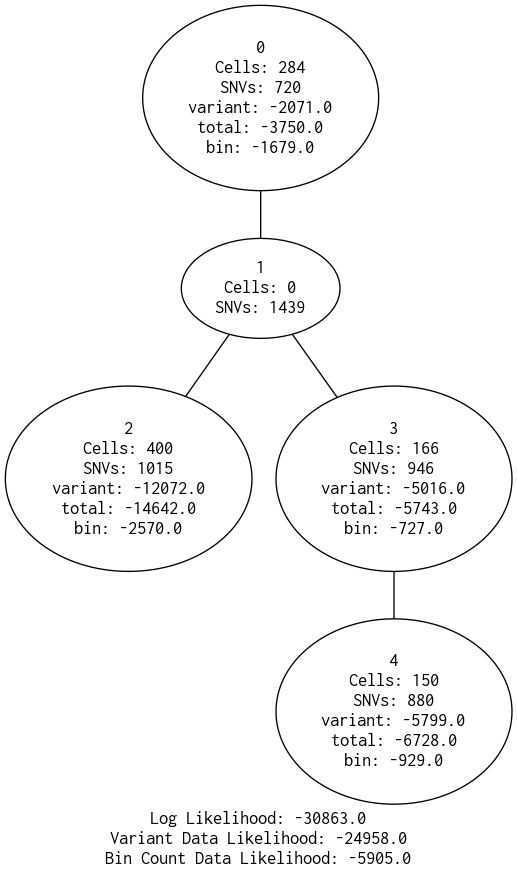 0
Cells: 284
SNVs: 720
variant: -2071.0
total: -3750.0
bin: -1679.0
1
Cells: 0
SNVs: 1439
2
Cells: 400
SNVs: 1015
variant: -12072.0
total: -14642.0
bin: -2570.0
3
Cells: 166
SNVs: 946
variant: -5016.0
total: -5743.0
bin: -727.0
4
Cells: 150
SNVs: 880
variant: -5799.0
total: -6728.0
bin: -929.0
Log Likelihood: -30863.0
Variant Data Likelihood: -24958.0
Bin Count Data Likelihood: -5905.0